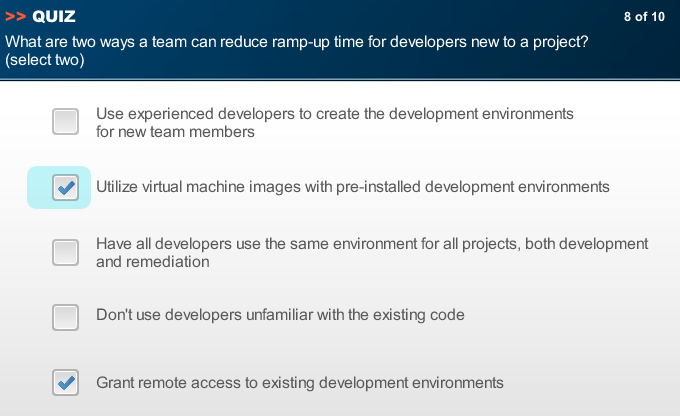 >> QUIZ
8 of 10
What are two ways a team can reduce ramp-up time for developers new to a project?
(select two)
Use experienced developers to create the development environments
for new team members
Utilize virtual machine images with pre-installed development environments
Have all developers use the same environment for all projects, both development
and remediation
Don't use developers unfamiliar with the existing code
Grant remote access to existing development environments